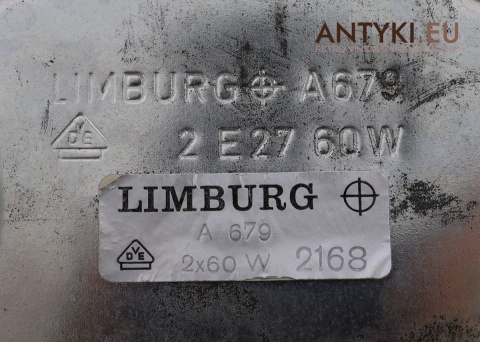 ANTYKI.EU
LIMBURG A679
VDE
2 E27 60W
LIMBURG
A 679
VDE
2x60 W 2168